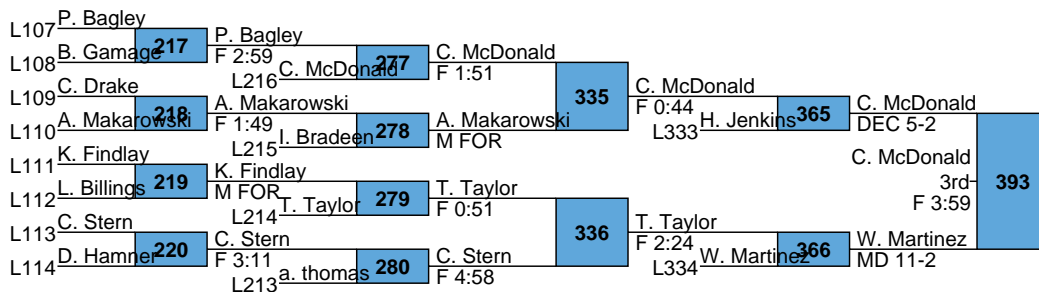 P. Bagley
L107
217
P. Bagley
B. Gamage
F 2:59
L108
277
C. McDonald
C. McDonald
F 1:51
L216
C. Drake
L109
335
C. McDonald
218
A. Makarowski
F 0:44
A. Makarowski
F 1:49
L110
278
A. Makarowski
I. Bradeen
M FOR
L215
365
C. McDonald
H. Jenkins
DEC 5-2
L333
K. Findlay
L111
219
K. Findlay
L. Billings
M FOR
L112
279
T. Taylor
T. Taylor
F 0:51
L214
C. McDonald
3rd
F 3:59
393
C. Stern
L113
336
T. Taylor
220
C. Stern
F 2:24
D. Hamner
F 3:11
L114
280
C. Stern
a. thomas
F 4:58
L213
366
W. Martinez
W. Martinez
MD 11-2
L334